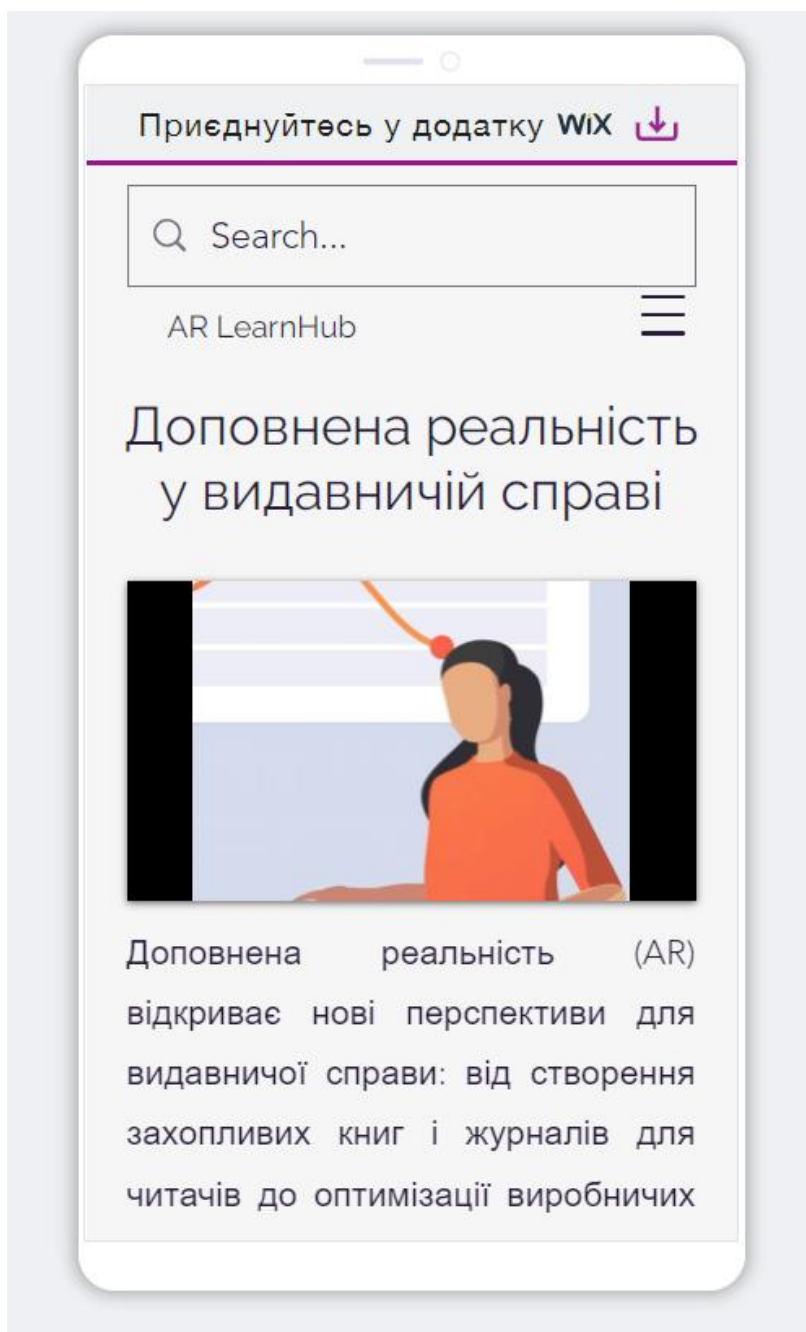 Приєднуйтесь у додатку WiX
Search...
AR LearnHub
Доповнена реальність
у видавничій справі
Доповнена реальність (AR)
відкриває нові перспективи для
видавничої справи: від створення
захопливих книг і журналів для
читачів до оптимізації виробничих